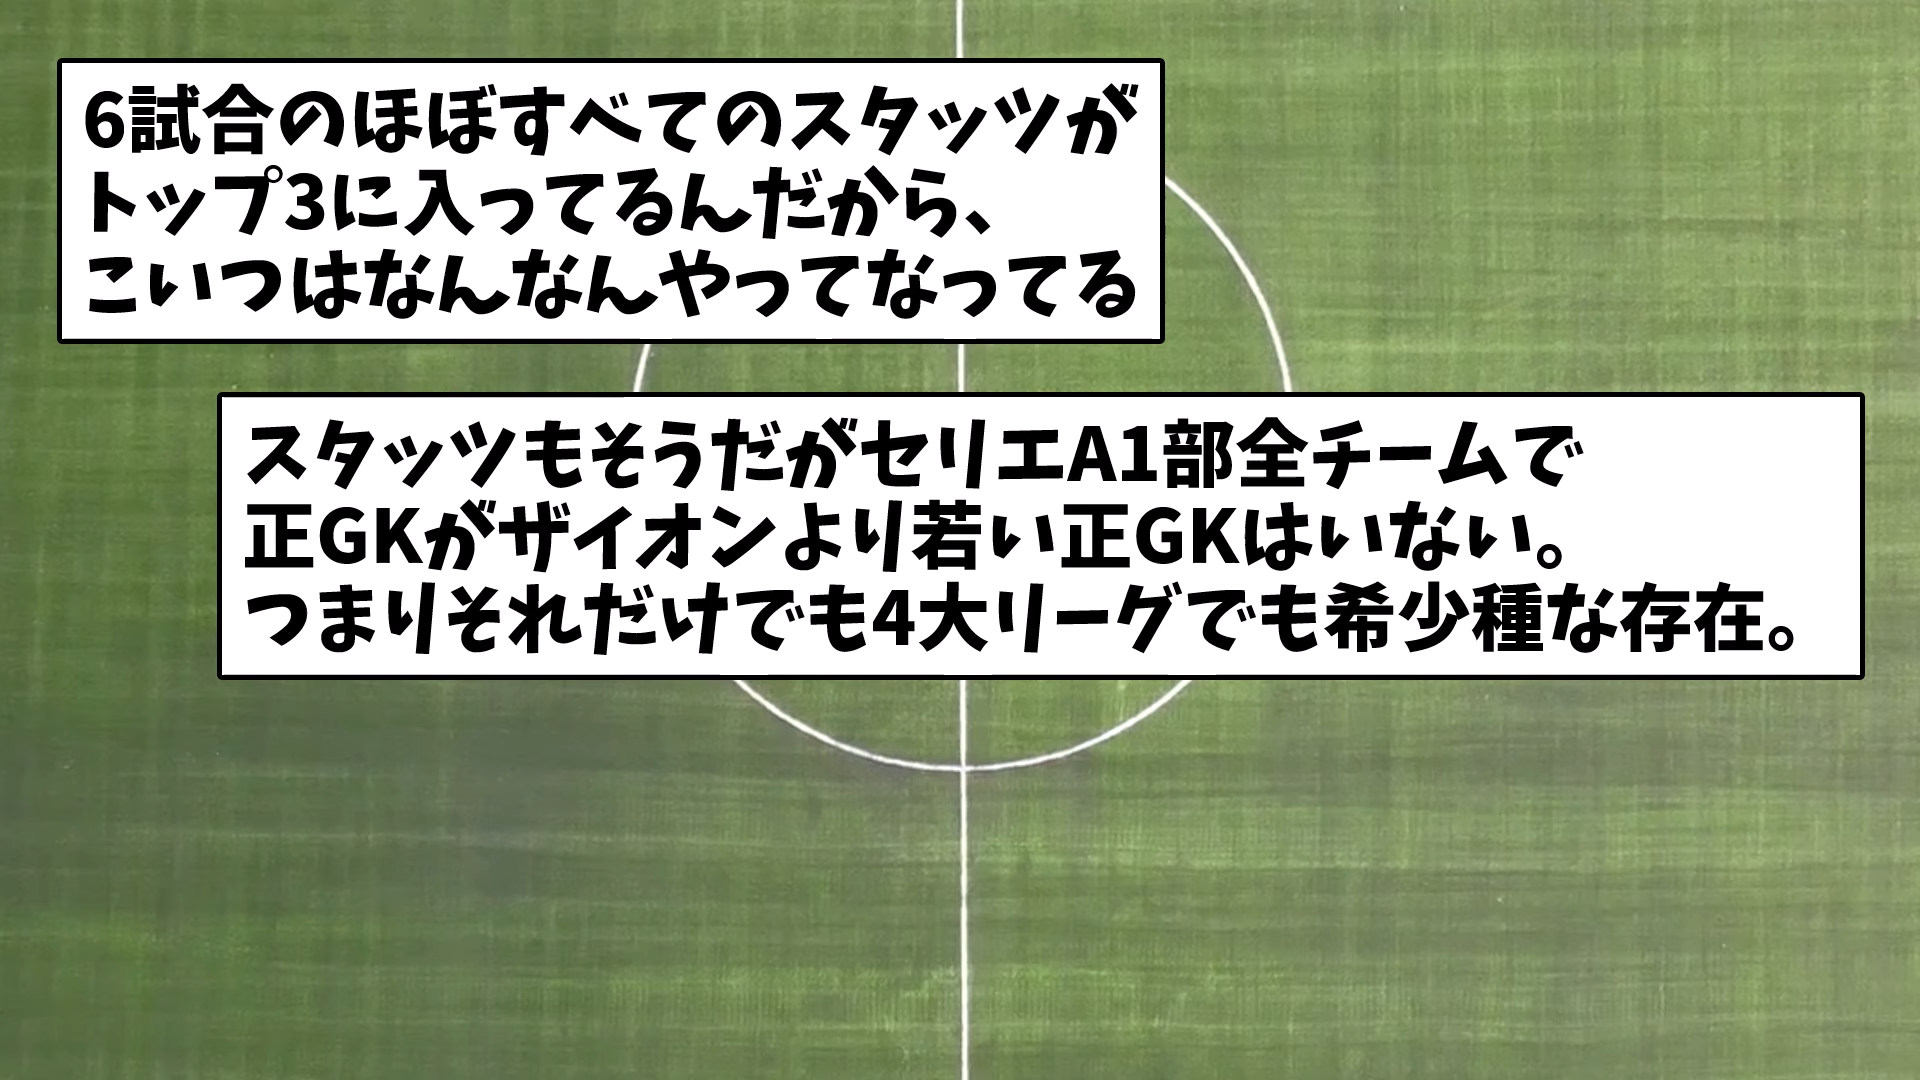 6試合のほぼすべてのスタッツが
トップ3に入ってるんだから、
こいつはなんなんやってなってる
スタッツもそうだがセリエA1部全チームで
正GKがザイオンより若い正GKはいない。
つまりそれだけでも4大リーグでも希少種な存在。